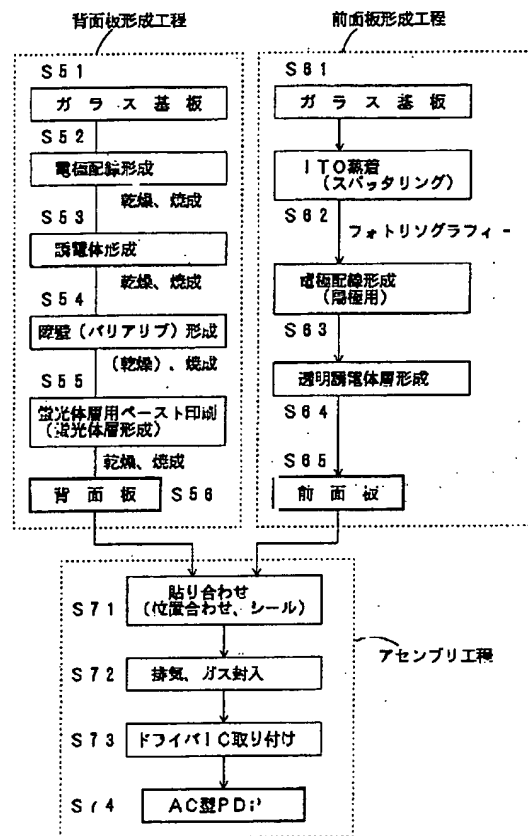 背面板形成工程
S51
ガラス基板
S52
電極配線形成
乾燥、焼成
S53
誘電体形成
乾燥、焼成
S54
障壁（バリアリブ）形成
（乾燥）、焼成
S55
蛍光体層用ペースト印刷
（蛍光体層形成）
乾燥、焼成
背面板 S56
前面板形成工程
S61
ガラス基板
ITO蒸着
（スパッタリング）
S62
フォトリソグラフィー
電極配線形成
（陽極用）
S63
透明誘電体層形成
S64
S65
前面板
アセンブリ工程
S71
貼り合わせ
（位置合わせ、シール）
S72
排気、ガス封入
S73
ドライバIC取り付け
AC型